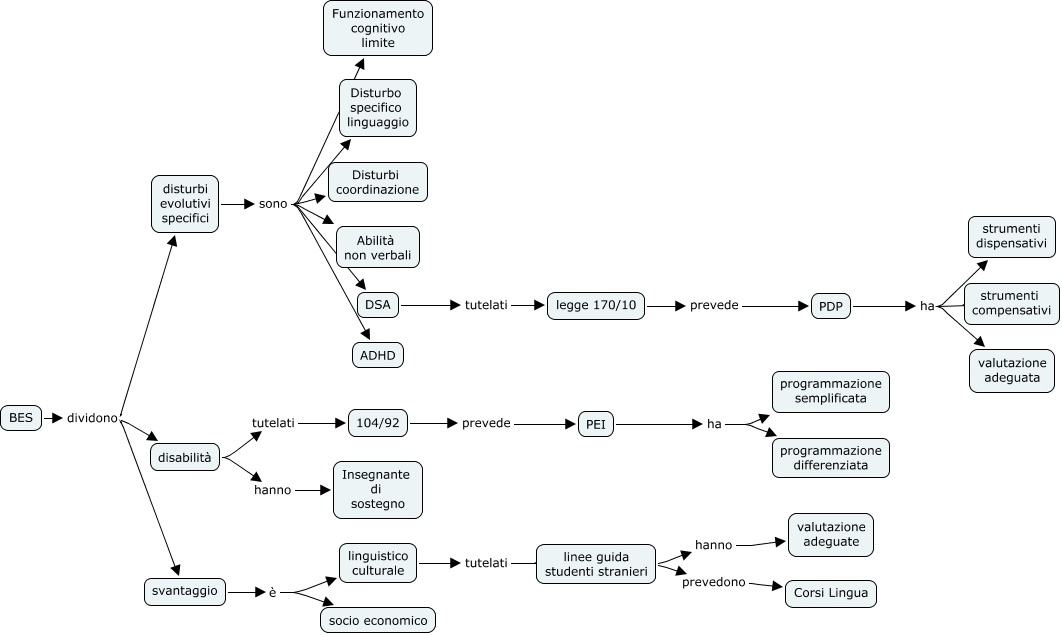 Funzionamento
cognitivo
limite
Disturbo
specifico
linguaggio
Disturbi
coordinazione
disturbi
evolutivi
specifici
sono
Abilità
non verbali
DSA
tutelati
legge 170/10
prevede
PDP
ha
strumenti
dispensativi
strumenti
compensativi
valutazione
adeguata
ADHD
BES
dividono
disabilità
tutelati
104/92
prevede
PEI
ha
programmazione
semplificata
programmazione
differenziata
hanno
Insegnante
di
sostegno
svantaggio
è
linguistico
culturale
tutelati
linee guida
studenti stranieri
hanno
valutazione
adeguate
prevedono
Corsi Lingua
socio economico